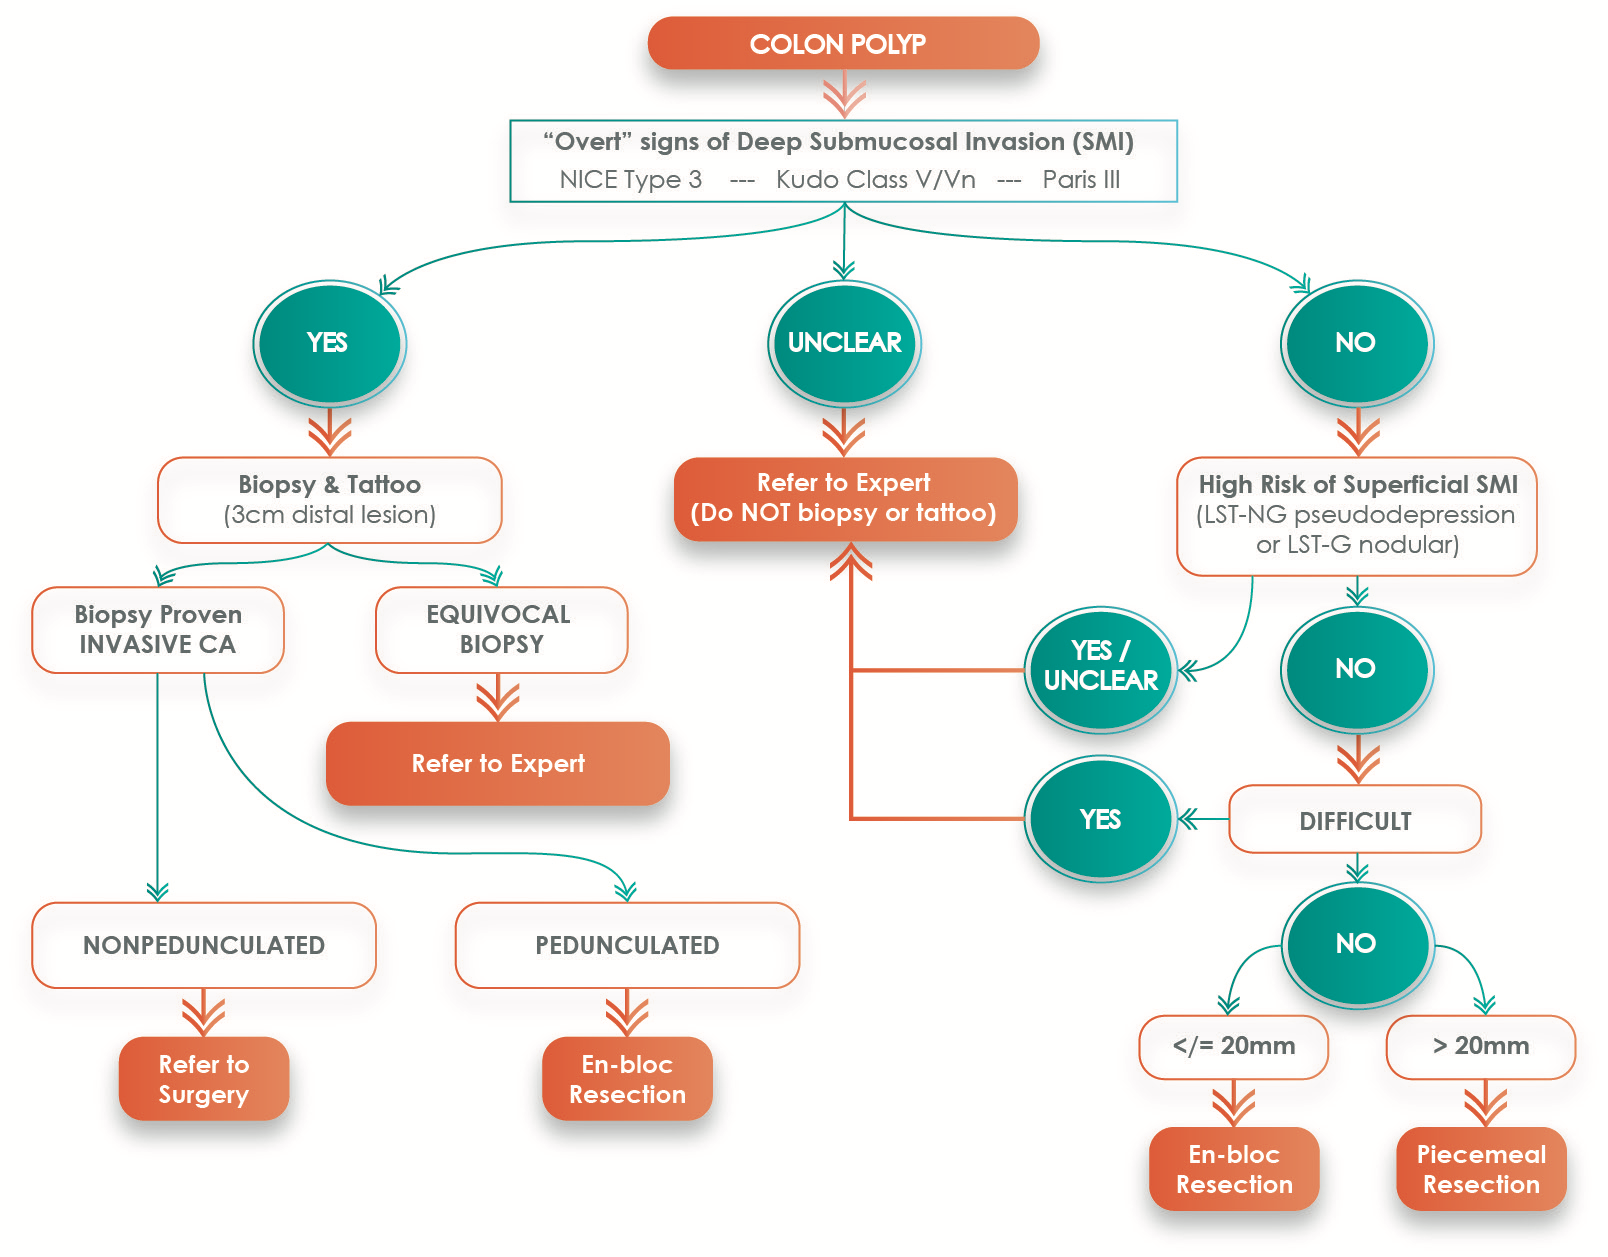 COLON POLYP
“Overt” signs of Deep Submucosal Invasion (SMI)
NICE Type 3 --- Kudo Class V/Vn --- Paris III
YES
UNCLEAR
NO
Biopsy & Tattoo
(3cm distal lesion)
Refer to Expert
(Do NOT biopsy or tattoo)
High Risk of Superficial SMI
(LST-NG pseudodepression
or LST-G nodular)
Biopsy Proven
INVASIVE CA
EQUIVOCAL
BIOPSY
YES /
UNCLEAR
NO
Refer to Expert
YES
DIFFICULT
NONPEDUNCULATED
PEDUNCULATED
NO
Refer to
Surgery
En-bloc
Resection
</= 20mm
> 20mm
En-bloc
Resection
Piecemeal
Resection